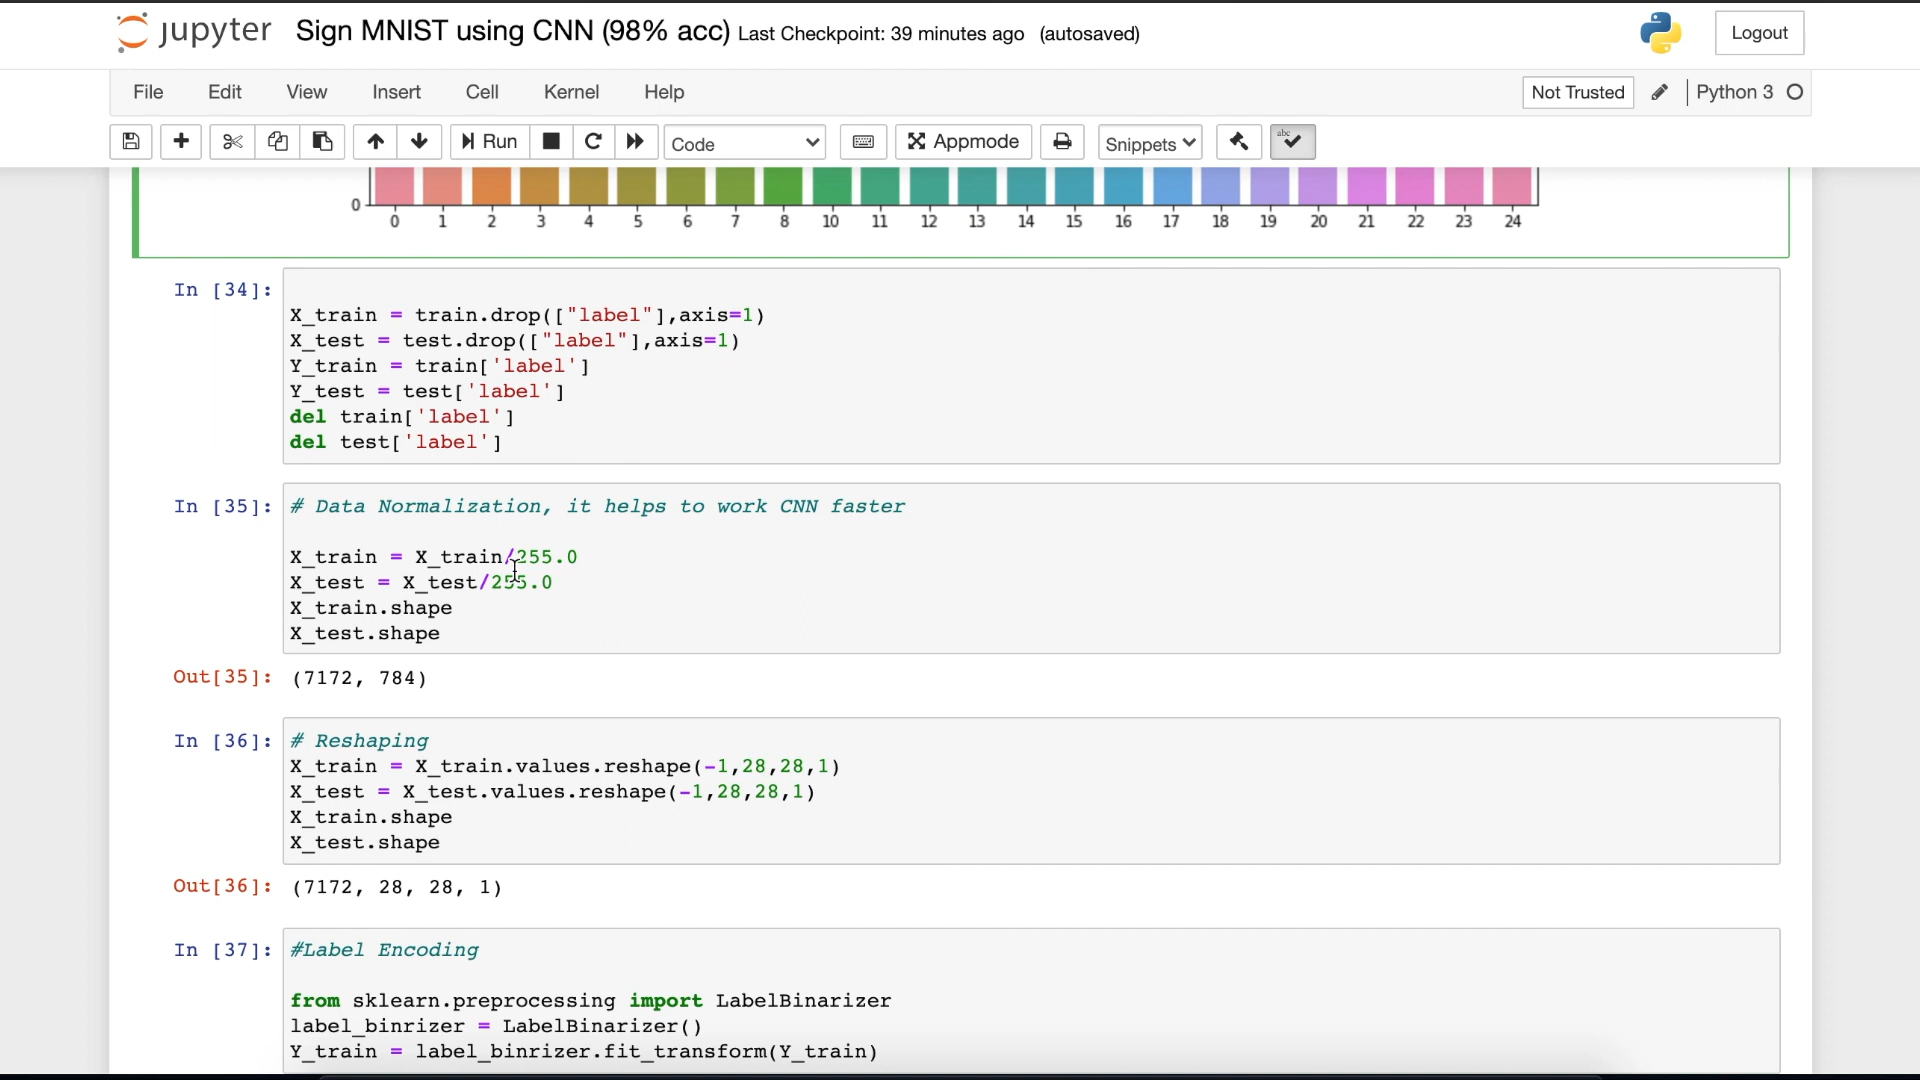 jupyter Sign MNIST using CNN (98% acc) Last Checkpoint: 39 minutes ago (autosaved) Logout
File Edit View Insert Cell Kernel Help Not Trusted Python 3
Run Code Appmode Snippets abc
0
0 1 2 3 4 5 6 7 8 10 11 12 13 14 15 16 17 18 19 20 21 22 23 24
In [34]:
X_train = train.drop(["label"],axis=1)
X_test = test.drop(["label"],axis=1)
Y_train = train['label']
Y_test = test['label']
del train['label']
del test['label']
In [35]: # Data Normalization, it helps to work CNN faster
X_train = X_train/255.0
X_test = X_test/255.0
X_train.shape
X_test.shape
Out[35]: (7172, 784)
In [36]: # Reshaping
X_train = X_train.values.reshape(-1,28,28,1)
X_test = X_test.values.reshape(-1,28,28,1)
X_train.shape
X_test.shape
Out[36]: (7172, 28, 28, 1)
In [37]: #Label Encoding
from sklearn.preprocessing import LabelBinarizer
label_binrizer = LabelBinarizer()
Y_train = label_binrizer.fit_transform(Y_train)